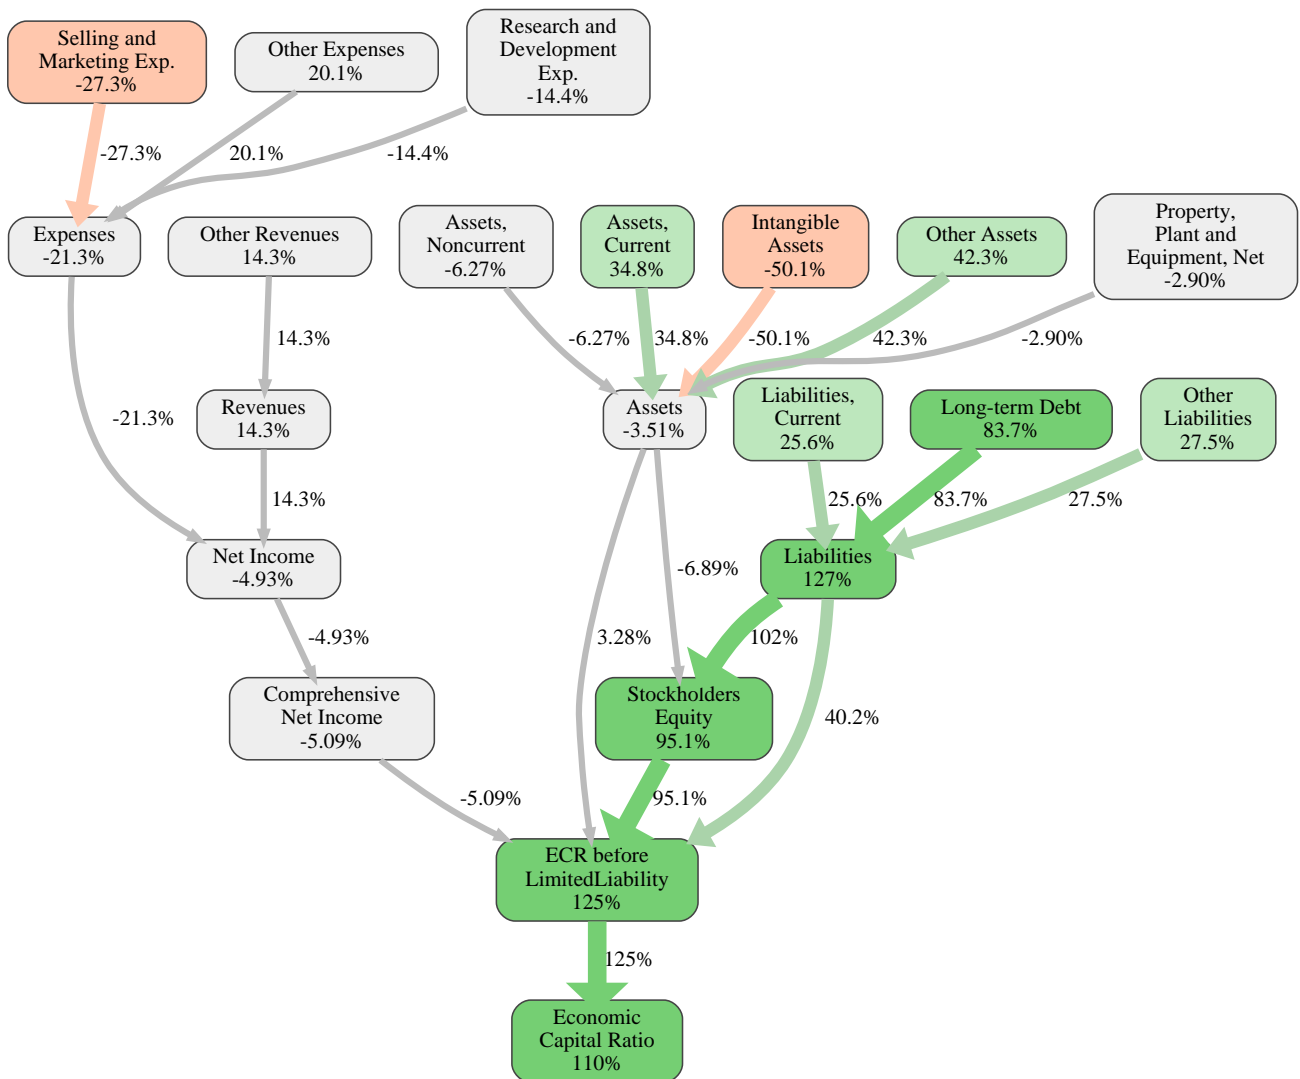 Selling and
Marketing Exp.
-27.3%
Other Expenses
20.1%
Research and
Development
Exp.
-14.4%
-27.3%
20.1%
-14.4%
Expenses
-21.3%
Other Revenues
14.3%
Assets,
Noncurrent
-6.27%
Assets,
Current
34.8%
Intangible
Assets
-50.1%
Other Assets
42.3%
Property,
Plant and
Equipment, Net
-2.90%
14.3%
-6.27%
34.8%
-50.1%
42.3%
-2.90%
-21.3%
Revenues
14.3%
Assets
-3.51%
Liabilities,
Current
25.6%
Long-term Debt
83.7%
Other
Liabilities
27.5%
14.3%
25.6%
83.7%
27.5%
Net Income
-4.93%
-6.89%
Liabilities
127%
-4.93%
3.28%
102%
Comprehensive
Net Income
-5.09%
Stockholders
Equity
95.1%
40.2%
-5.09%
95.1%
ECR before
LimitedLiability
125%
125%
Economic
Capital Ratio
110%